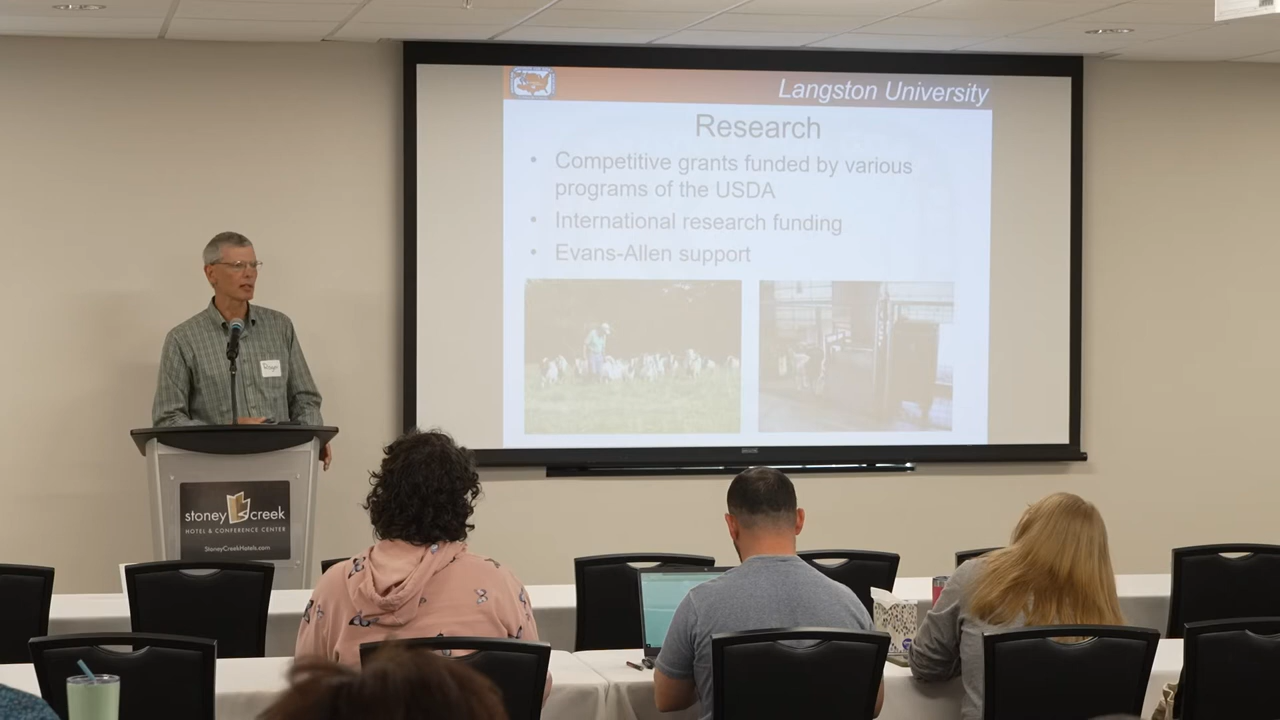 Langston University
Research
• Competitive grants funded by various
programs of the USDA
• International research funding
• Evans-Allen support
Roger
stoney creek
HOTEL & CONFERENCE CENTER
StoneyCreekHotels.com